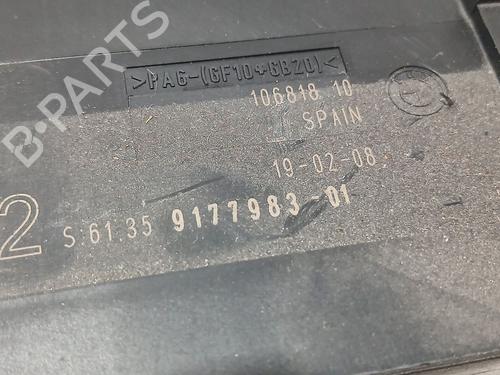 B-PARTS
>PA6-(GF10+GB20)<
106818.10
SPAIN
19-02-08
2
S 61.35 9177983-01